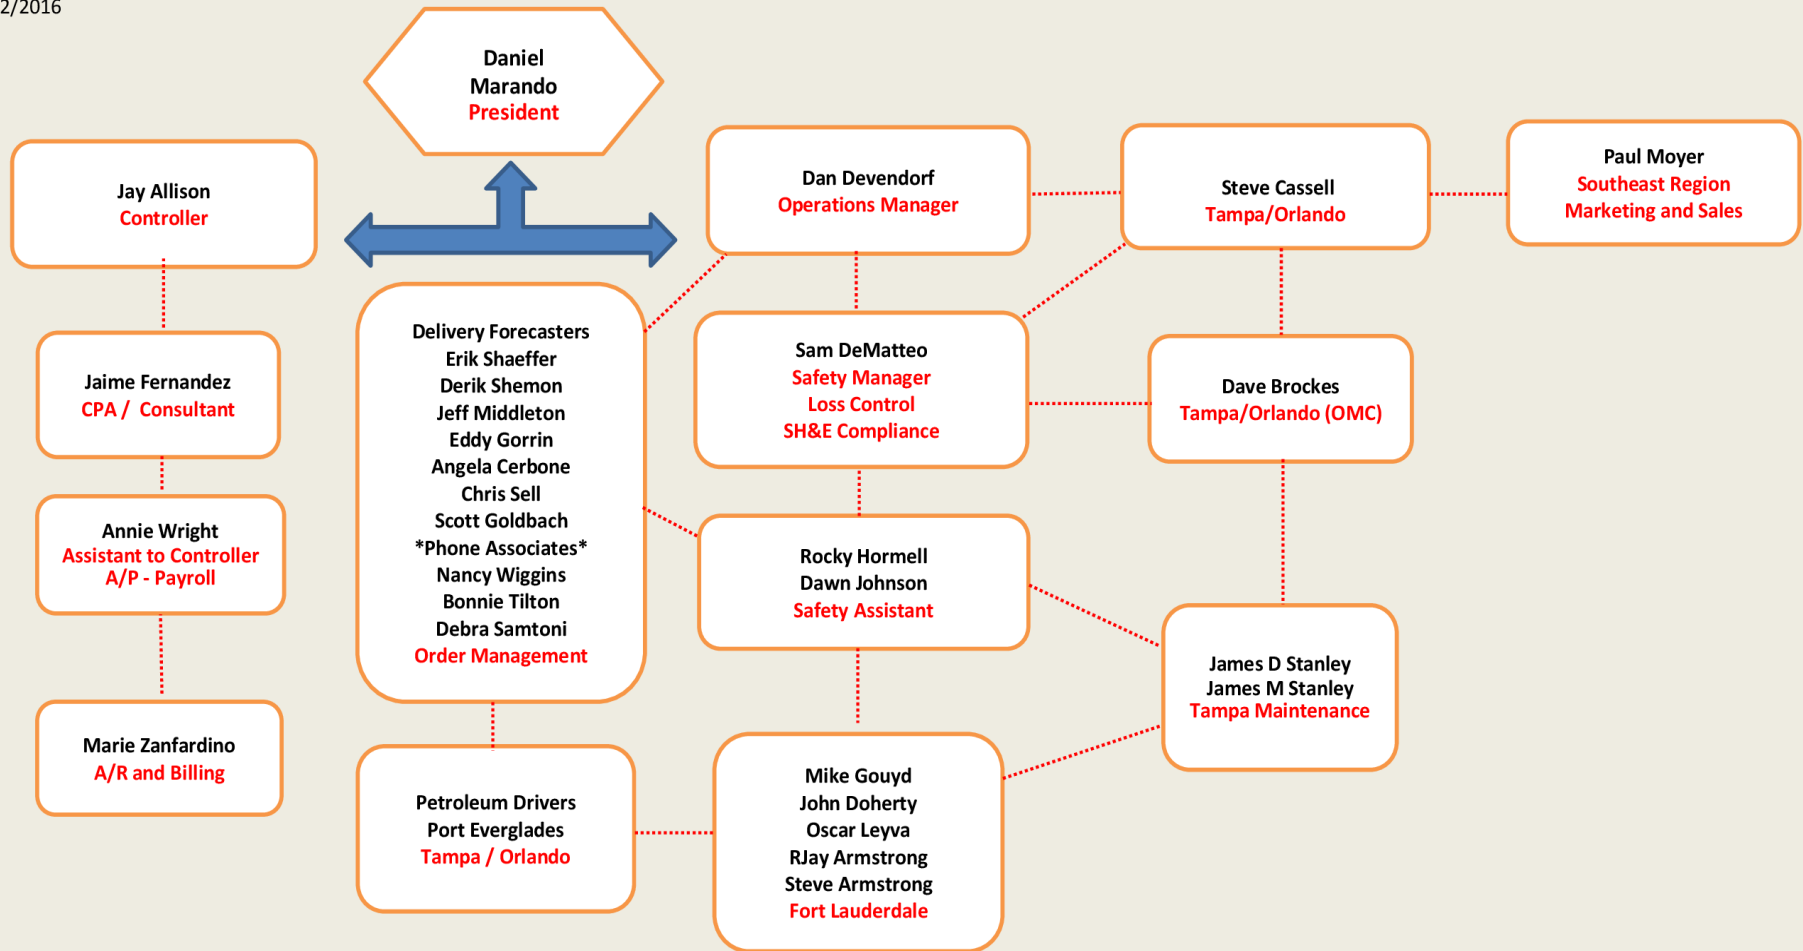 2/2016
Daniel
Marando
President
Jay Allison
Controller
Dan Devendorf
Operations Manager
Steve Cassell
Tampa/Orlando
Paul Moyer
Southeast Region
Marketing and Sales
Jaime Fernandez
CPA / Consultant
Annie Wright
Assistant to Controller
A/P - Payroll
Marie Zanfardino
A/R and Billing
Delivery Forecasters
Erik Shaeffer
Derik Shemon
Jeff Middleton
Eddy Gorrin
Angela Cerbone
Chris Sell
Scott Goldbach
*Phone Associates*
Nancy Wiggins
Bonnie Tilton
Debra Samtoni
Order Management
Petroleum Drivers
Port Everglades
Tampa / Orlando
Sam DeMatteo
Safety Manager
Loss Control
SH&E Compliance
Rocky Hormell
Dawn Johnson
Safety Assistant
Mike Gouyd
John Doherty
Oscar Leyva
RJay Armstrong
Steve Armstrong
Fort Lauderdale
Dave Brockes
Tampa/Orlando (OMC)
James D Stanley
James M Stanley
Tampa Maintenance